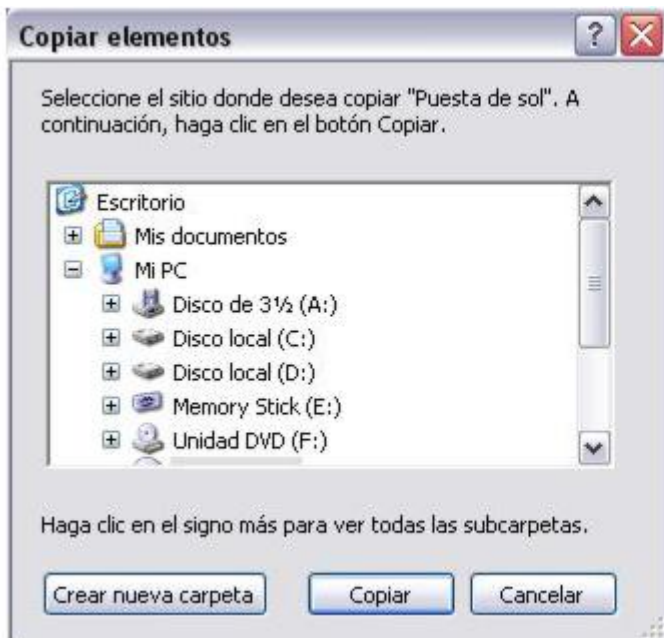 Copiar elementos
Seleccione el sitio donde desea copiar "Puesta de sol". A
continuación, haga clic en el botón Copiar.
Escritorio
Mis documentos
Mi PC
Disco de 3½ (A:)
Disco local (C:)
Disco local (D:)
Memory Stick (E:)
Unidad DVD (F:)
Haga clic en el signo más para ver todas las subcarpetas.
Crear nueva carpeta Copiar Cancelar